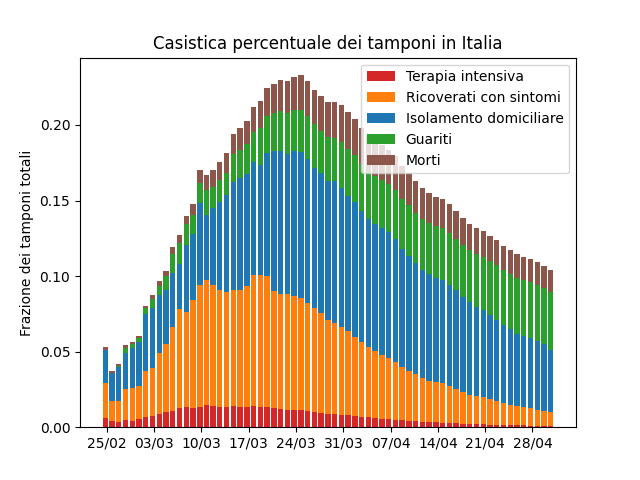 Casistica percentuale dei tamponi in Italia
Frazione dei tamponi totali
0.20
0.15
0.10
0.05
0.00
Terapia intensiva
Ricoverati con sintomi
Isolamento domiciliare
Guariti
Morti
25/02 03/03 10/03 17/03 24/03 31/03 07/04 14/04 21/04 28/04